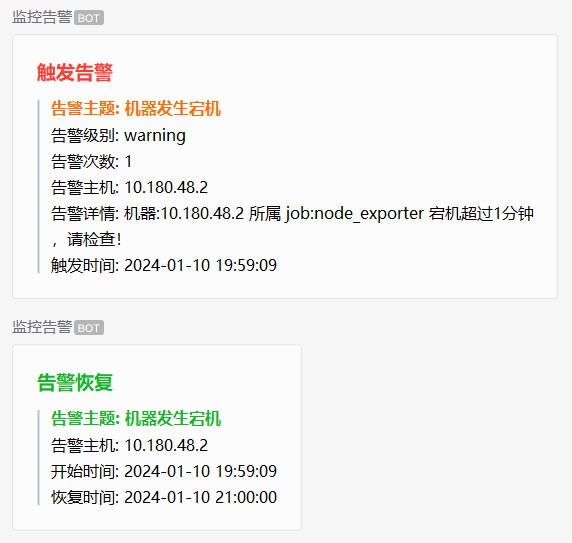 监控告警 BOT
触发告警
告警主题: 机器发生宕机
告警级别: warning
告警次数: 1
告警主机: 10.180.48.2
告警详情: 机器:10.180.48.2 所属 job:node_exporter 宕机超过1分钟
，请检查!
触发时间: 2024-01-10 19:59:09
监控告警 BOT
告警恢复
告警主题: 机器发生宕机
告警主机: 10.180.48.2
开始时间: 2024-01-10 19:59:09
恢复时间: 2024-01-10 21:00:00